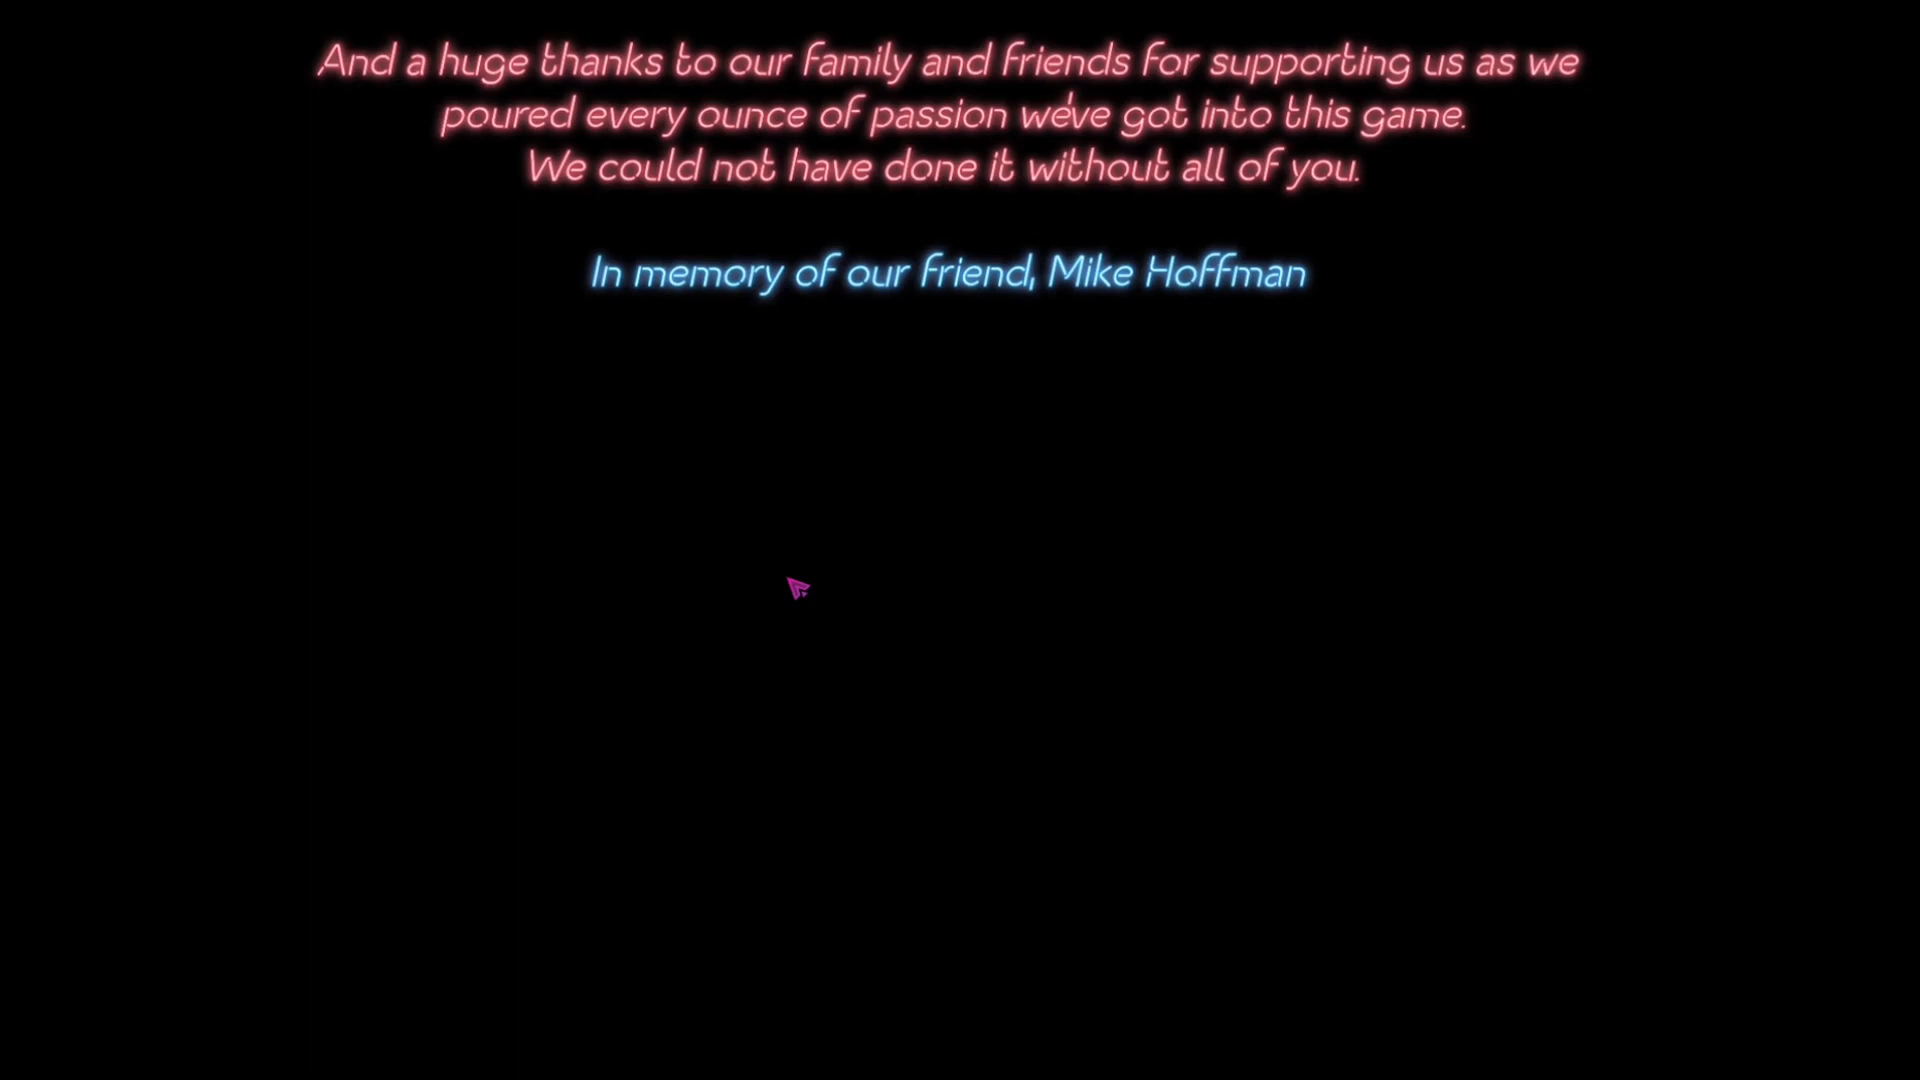 And a huge thanks to our family and friends for supporting us as we
poured every ounce of passion we've got into this game.
We could not have done it without all of you.
In memory of our friend, Mike Hoffman